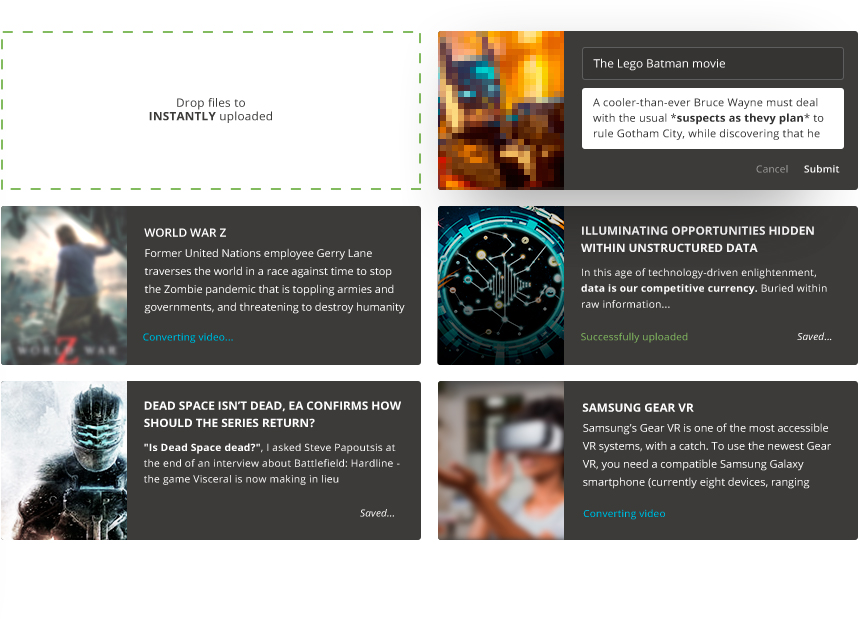 Drop files to
INSTANTLY uploaded
The Lego Batman movie
A cooler-than-ever Bruce Wayne must deal
with the usual *suspects as thevy plan* to
rule Gotham City, while discovering that he
Cancel Submit
WORLD WAR Z
Former United Nations employee Gerry Lane
traverses the world in a race against time to stop
the Zombie pandemic that is toppling armies and
governments, and threatening to destroy humanity
Converting video...
WORLD WAR
Z
ILLUMINATING OPPORTUNITIES HIDDEN
WITHIN UNSTRUCTURED DATA
In this age of technology-driven enlightenment,
data is our competitive currency. Buried within
raw information...
Successfully uploaded Saved...
DEAD SPACE ISN'T DEAD, EA CONFIRMS HOW
SHOULD THE SERIES RETURN?
"Is Dead Space dead?", I asked Steve Papoutsis at
the end of an interview about Battlefield: Hardline -
the game Visceral is now making in lieu
Saved...
SAMSUNG GEAR VR
Samsung's Gear VR is one of the most accessible
VR systems, with a catch. To use the newest Gear
VR, you need a compatible Samsung Galaxy
smartphone (currently eight devices, ranging
Converting video